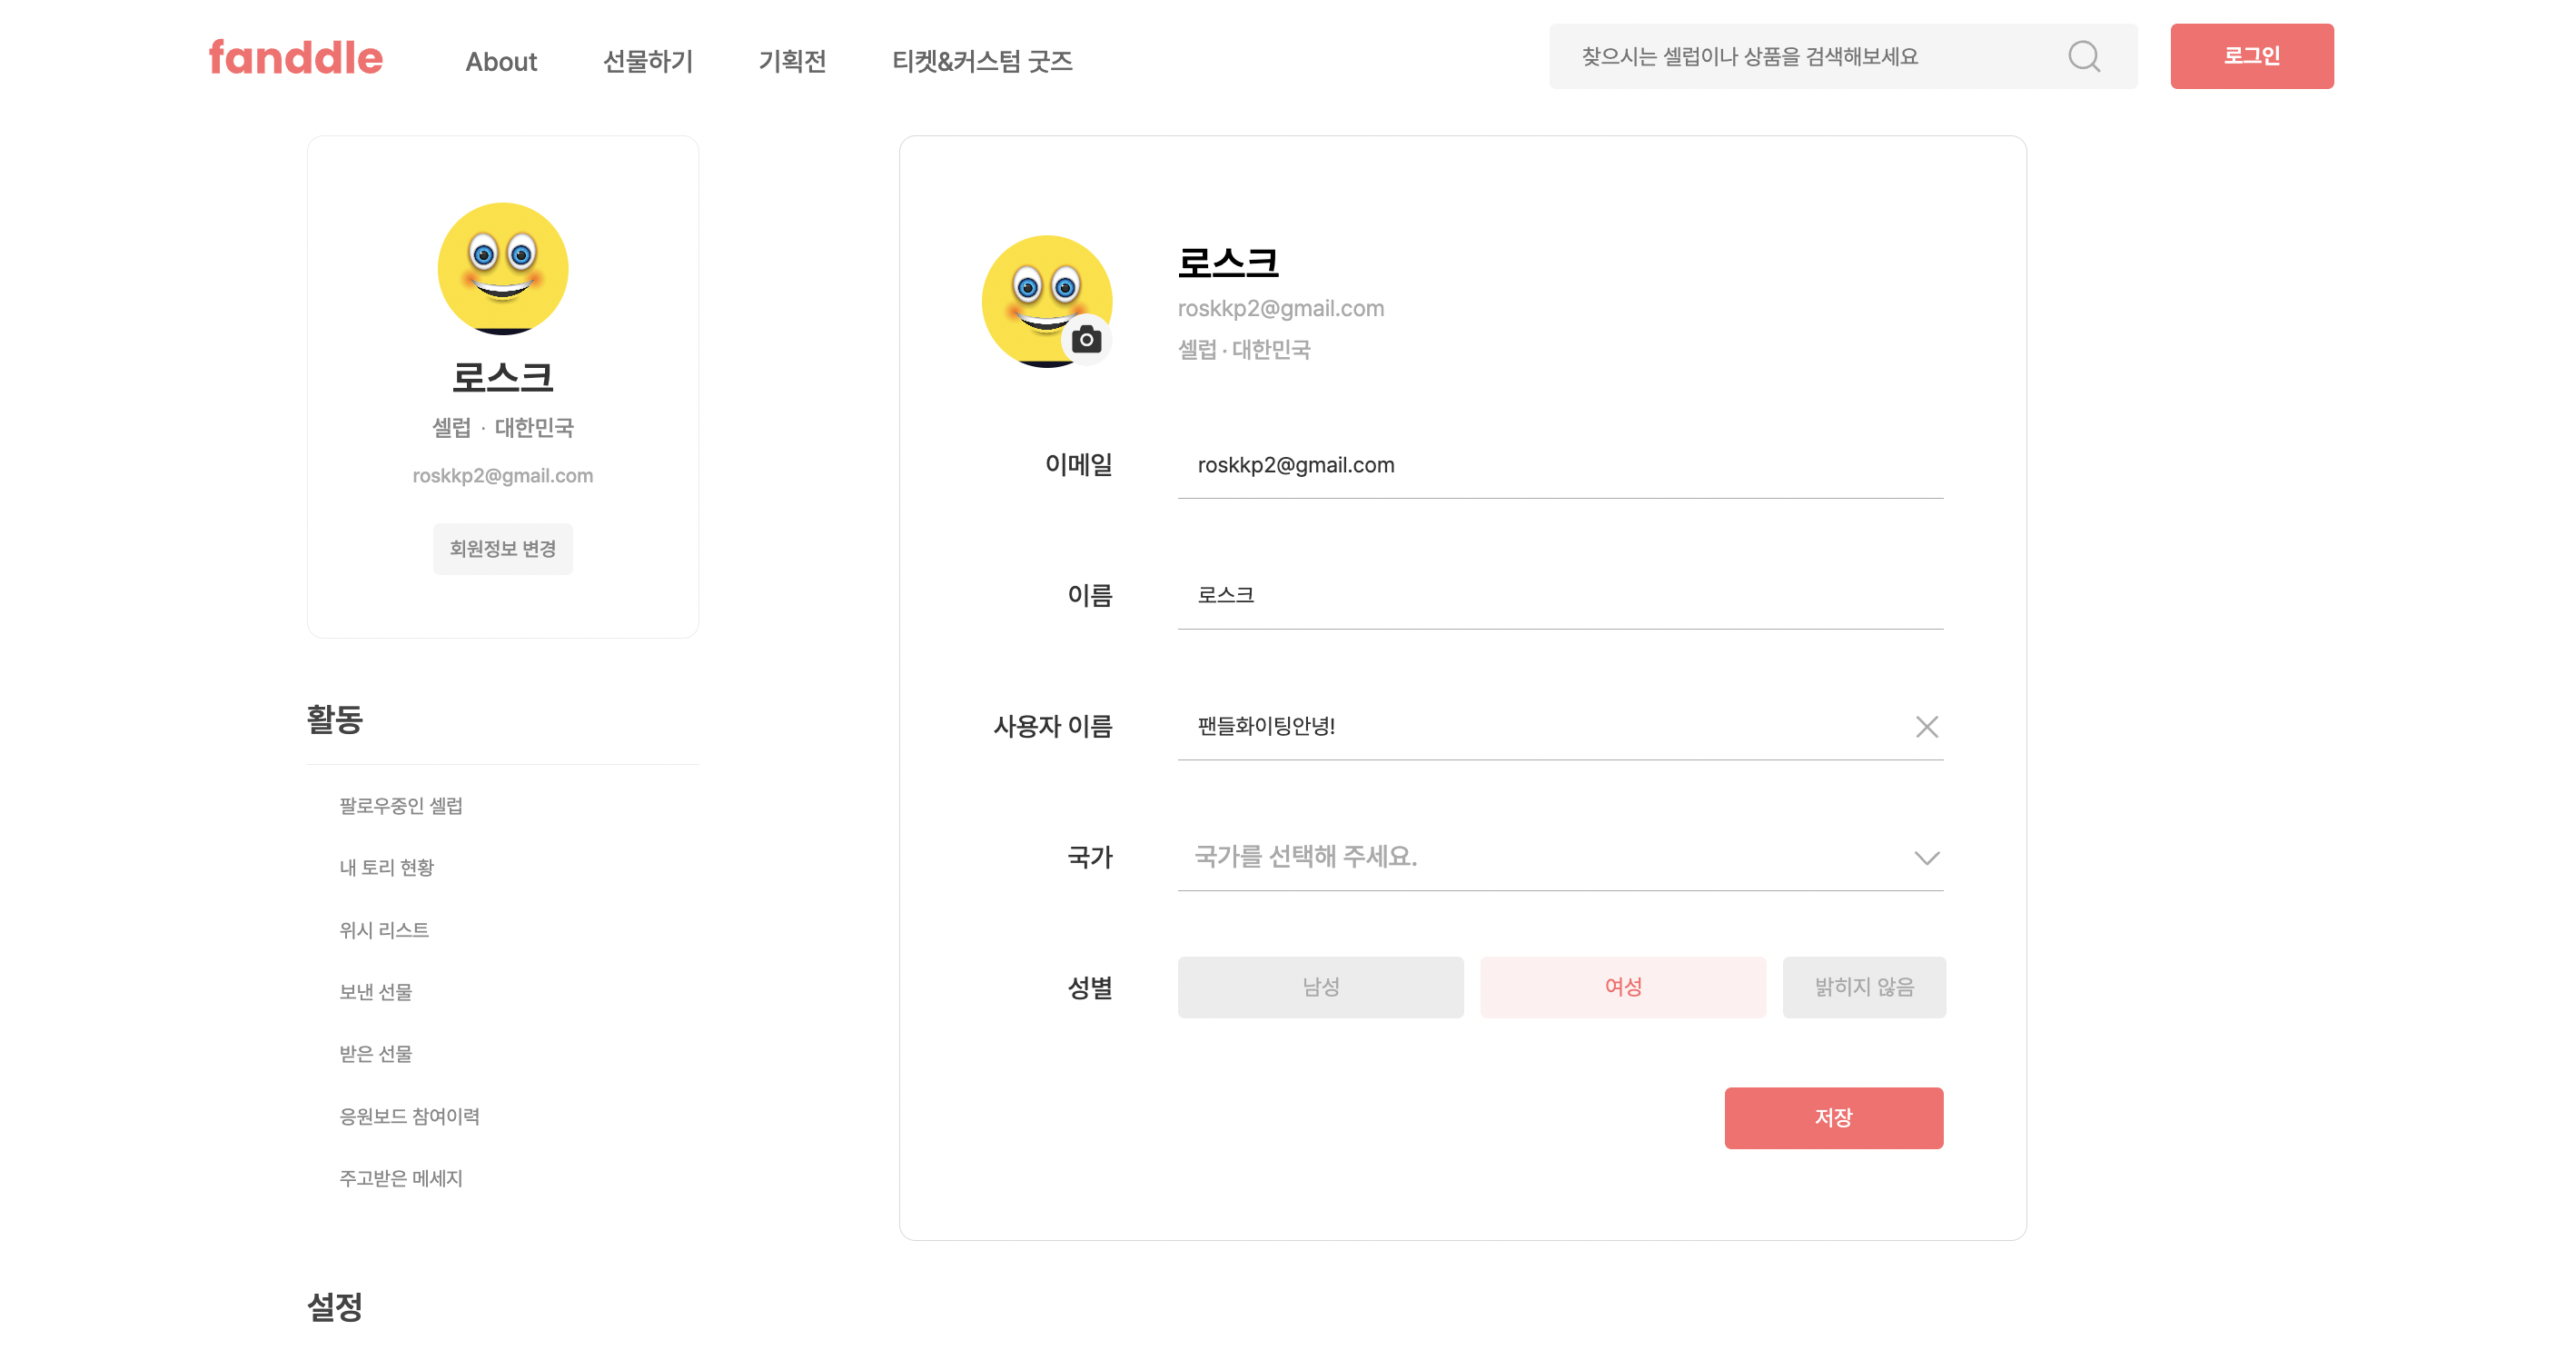 fanddle About 선물하기 기획전 티켓&커스텀 굿즈 찾으시는 셀럽이나 상품을 검색해보세요 로그인
로스크
셀럽 · 대한민국
roskkp2@gmail.com
회원정보 변경
활동
팔로우중인 셀럽
내 토리 현황
위시 리스트
보낸 선물
받은 선물
응원보드 참여이력
주고받은 메세지
설정
로스크
roskkp2@gmail.com
셀럽 · 대한민국
이메일 roskkp2@gmail.com
이름 로스크
사용자 이름 팬들화이팅안녕!
국가 국가를 선택해 주세요.
성별 남성 여성 밝히지 않음
저장